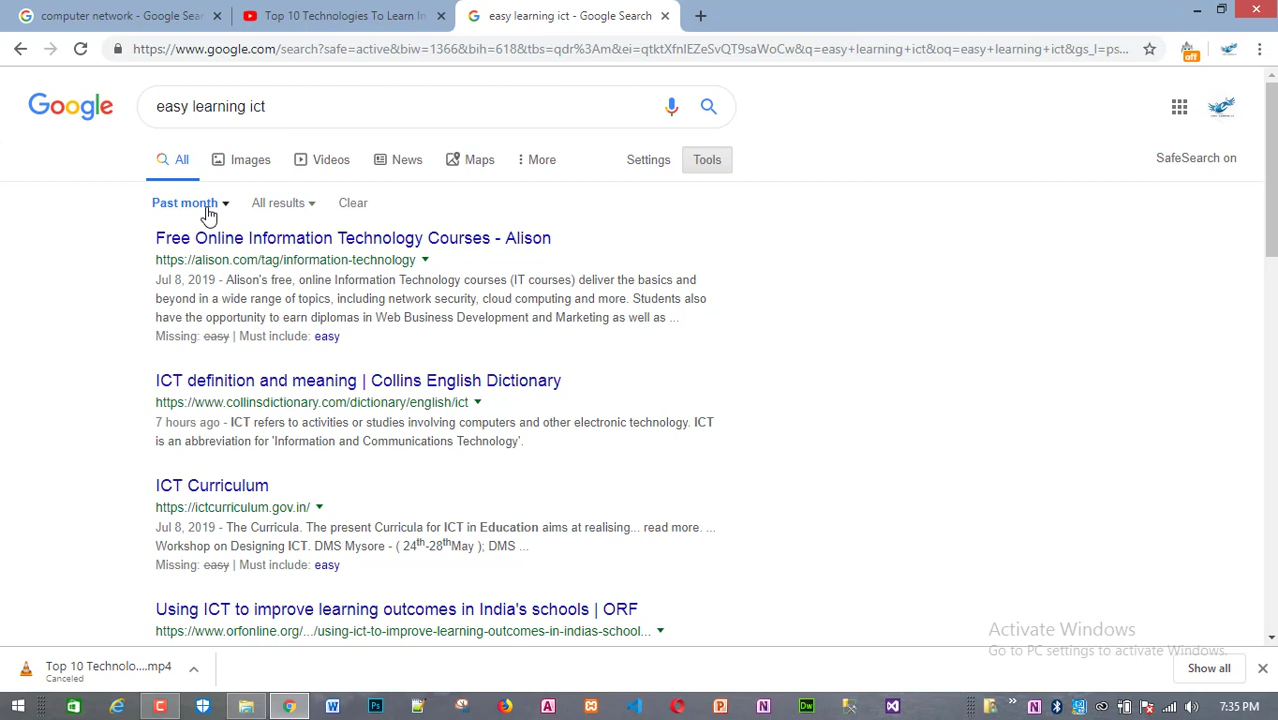 computer network - Google Sea
Top 10 Technologies To Learn In
easy learning ict - Google Search
https://www.google.com/search?safe=active&biw=1366&bih=618&tbs=qdr%3Am&ei=qtktXfnIEZeSvQT9saWoCw&q=easy+learning+ict&oq=easy+learning+ict&gs_l=ps...
off
Google
easy learning ict
All
Images
Videos
News
Maps
More
Settings
Tools
SafeSearch on
Past month
All results
Clear
Free Online Information Technology Courses - Alison
https://alison.com/tag/information-technology
Jul 8, 2019 - Alison's free, online Information Technology courses (IT courses) deliver the basics and
beyond in a wide range of topics, including network security, cloud computing and more. Students also
have the opportunity to earn diplomas in Web Business Development and Marketing as well as ...
Missing: easy | Must include: easy
ICT definition and meaning | Collins English Dictionary
https://www.collinsdictionary.com/dictionary/english/ict
7 hours ago - ICT refers to activities or studies involving computers and other electronic technology. ICT
is an abbreviation for 'Information and Communications Technology'.
ICT Curriculum
https://ictcurriculum.gov.in/
Jul 8, 2019 - The Curricula. The present Curricula for ICT in Education aims at realising... read more. ...
Workshop on Designing ICT. DMS Mysore - ( 24th-28thMay ); DMS ...
Missing: easy | Must include: easy
Using ICT to improve learning outcomes in India's schools | ORF
https://www.orfonline.org/.../using-ict-to-improve-learning-outcomes-in-indias-school...
Activate Windows
Go to PC settings to activate Windows.
Top 10 Technolo....mp4
Canceled
Show all
7:35 PM